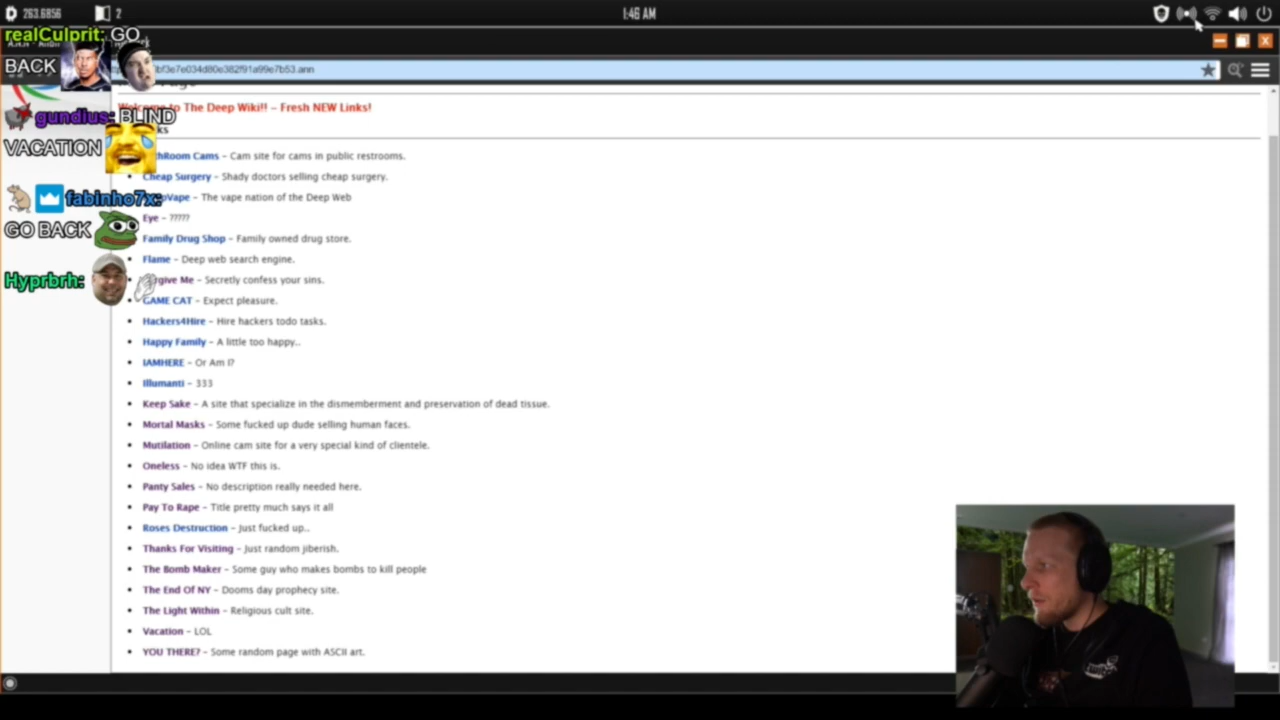 263.6856
2
1:46 AM
realCulprit: GO
BACK
bf3e7e034d80e382f91a99e7b53.ann
Welcome to The Deep Wiki!! – Fresh NEW Links!
gundius: BLIND
VACATION
Room Cams – Cam site for cams in public restrooms.
Cheap Surgery – Shady doctors selling cheap surgery.
Vape – The vape nation of the Deep Web
fabinho7x:
GO BACK
Eye – ?????
Family Drug Shop – Family owned drug store.
Flame – Deep web search engine.
Hyprbrh:
rgive Me – Secretly confess your sins.
GAME CAT – Expect pleasure.
Hackers4Hire – Hire hackers todo tasks.
Happy Family – A little too happy..
IAMHERE – Or Am I?
Illumanti – 333
Keep Sake – A site that specialize in the dismemberment and preservation of dead tissue.
Mortal Masks – Some fucked up dude selling human faces.
Mutilation – Online cam site for a very special kind of clientele.
Oneless – No idea WTF this is.
Panty Sales – No description really needed here.
Pay To Rape – Title pretty much says it all
Roses Destruction – Just fucked up..
Thanks For Visiting – Just random jiberish.
The Bomb Maker – Some guy who makes bombs to kill people
The End Of NY – Dooms day prophecy site.
The Light Within – Religious cult site.
Vacation – LOL
YOU THERE? – Some random page with ASCII art.